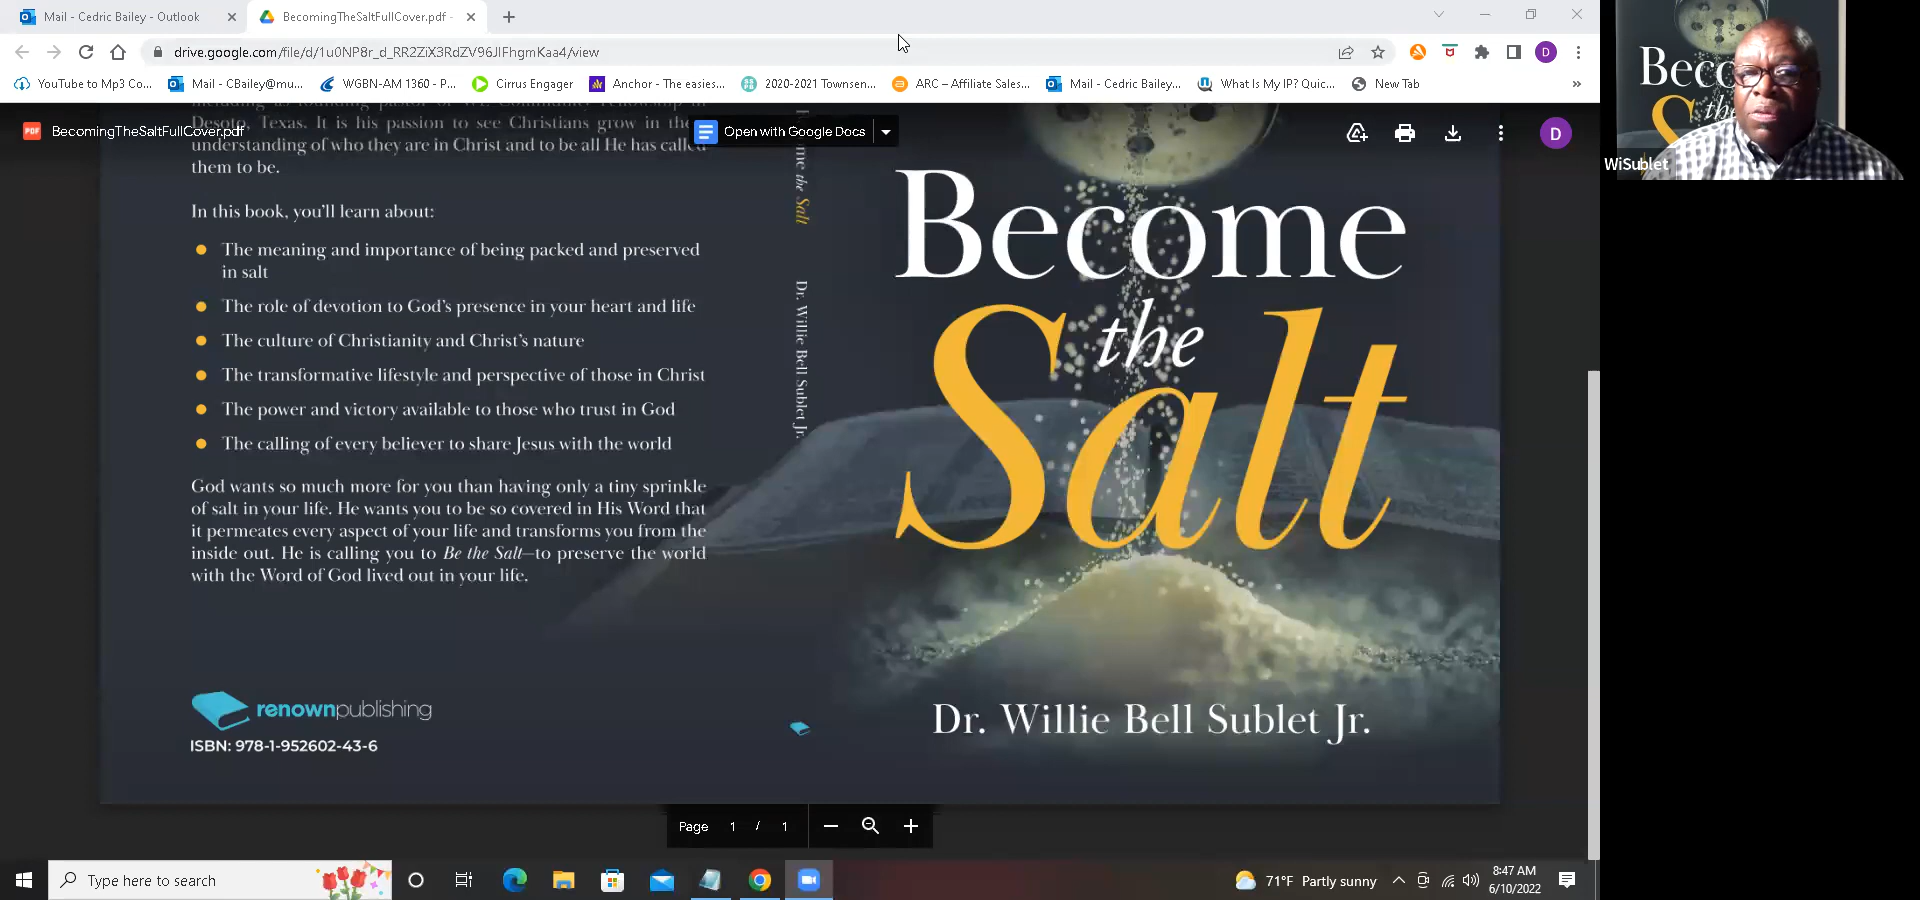 Mail - Cedric Bailey - Outlook
BecomingTheSaltFullCover.pdf -
drive.google.com/file/d/1u0NP8r_d_RR2ZiX3RdZV96JIFhgmKaa4/view
D
YouTube to Mp3 Co...
Mail - CBailey@mu...
WGBN-AM 1360 - P...
Cirrus Engager
Anchor - The easies...
2020-2021 Townsen...
ARC – Affiliate Sales...
Mail - Cedric Bailey...
What Is My IP? Quic...
New Tab
»
including as founding pastor of
Desoto, Texas. It is his passion to see Christians grow in the
PDF BecomingTheSaltFullCover.pdf
Open with Google Docs
D
understanding of who they are in Christ and to be all He has called
them to be.
In this book, you'll learn about:
The meaning and importance of being packed and preserved
in salt
The role of devotion to God's presence in your heart and life
The culture of Christianity and Christ's nature
The transformative lifestyle and perspective of those in Christ
The power and victory available to those who trust in God
The calling of every believer to share Jesus with the world
God wants so much more for you than having only a tiny sprinkle
of salt in your life. He wants you to be so covered in His Word that
it permeates every aspect of your life and transforms you from the
inside out. He is calling you to Be the Salt—to preserve the world
with the Word of God lived out in your life.
renownpublishing
ISBN: 978-1-952602-43-6
the Salt
Dr. Willie Bell Sublet Jr.
Become
the
Salt
Dr. Willie Bell Sublet Jr.
the
WiSublet
Page 1 / 1
Type here to search
71°F Partly sunny
8:47 AM
6/10/2022